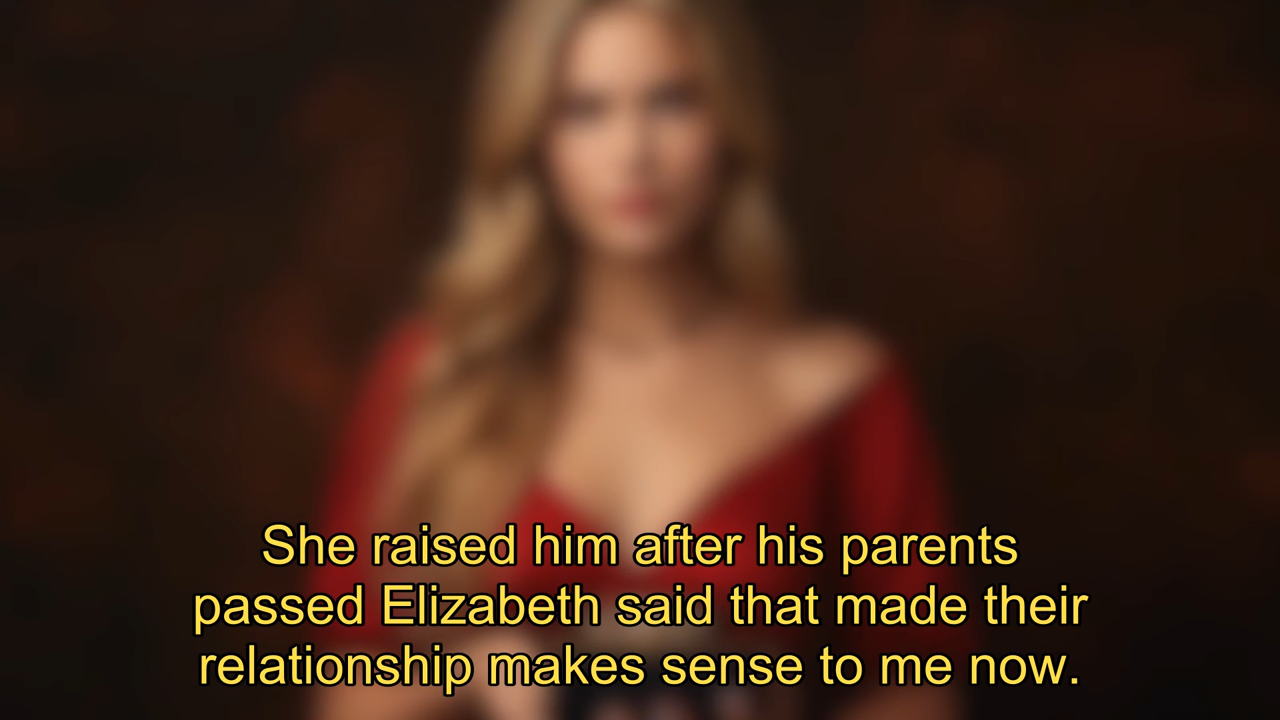 She raised him after his parents
passed Elizabeth said that made their
relationship makes sense to me now.